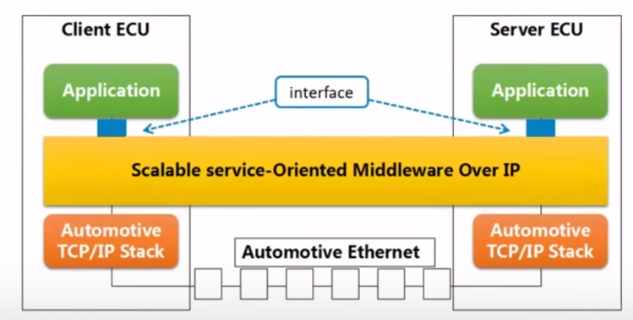 Client ECU
Server ECU
Application
interface
Application
Scalable service-Oriented Middleware Over IP
Automotive
TCP/IP Stack
Automotive Ethernet
Automotive
TCP/IP Stack